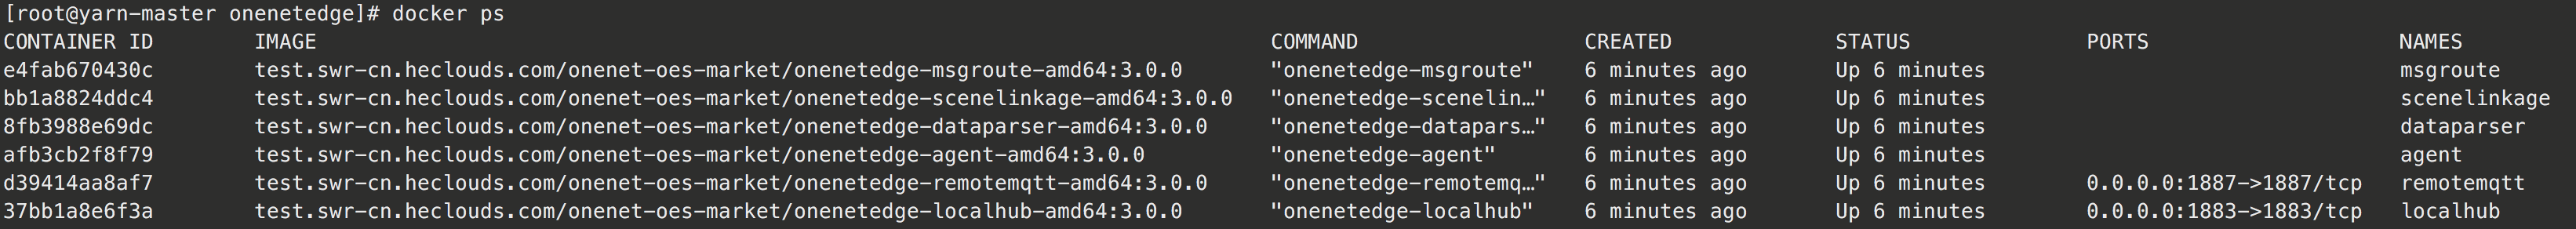 [root@yarn-master onenetedge]# docker ps
CONTAINER ID        IMAGE                                                                            COMMAND                  CREATED             STATUS              PORTS                    NAMES
e4fab670430c        test.swr-cn.heclouds.com/onenet-oes-market/onenetedge-msgroute-amd64:3.0.0       "onenetedge-msgroute"    6 minutes ago       Up 6 minutes                                 msgroute
bb1a8824ddc4        test.swr-cn.heclouds.com/onenet-oes-market/onenetedge-scenelinkage-amd64:3.0.0   "onenetedge-scenelin…"   6 minutes ago       Up 6 minutes                                 scenelinkage
8fb3988e69dc        test.swr-cn.heclouds.com/onenet-oes-market/onenetedge-dataparser-amd64:3.0.0     "onenetedge-datapars…"   6 minutes ago       Up 6 minutes                                 dataparser
afb3cb2f8f79        test.swr-cn.heclouds.com/onenet-oes-market/onenetedge-agent-amd64:3.0.0          "onenetedge-agent"       6 minutes ago       Up 6 minutes                                 agent
d39414aa8af7        test.swr-cn.heclouds.com/onenet-oes-market/onenetedge-remotemqtt-amd64:3.0.0     "onenetedge-remotemq…"   6 minutes ago       Up 6 minutes        0.0.0.0:1887->1887/tcp   remotemqtt
37bb1a8e6f3a        test.swr-cn.heclouds.com/onenet-oes-market/onenetedge-localhub-amd64:3.0.0       "onenetedge-localhub"    6 minutes ago       Up 6 minutes        0.0.0.0:1883->1883/tcp   localhub